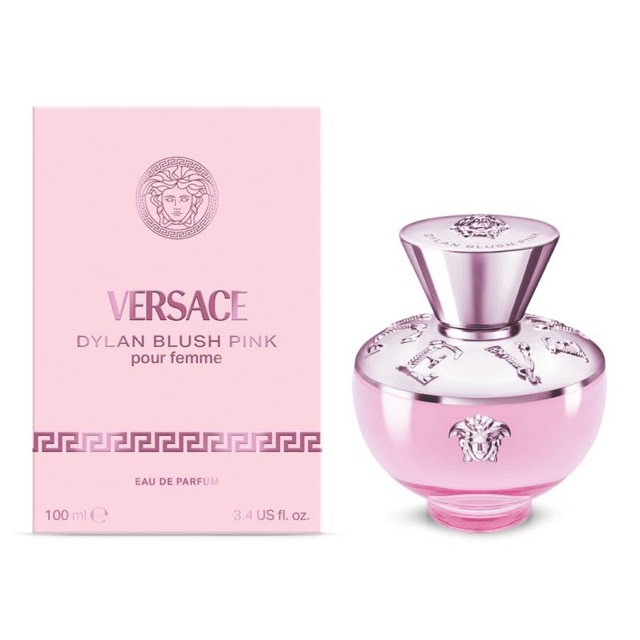 VERSACE
DYLAN BLUSH PINK
pour femme
EAU DE PARFUM
100 ml ℮
3.4 US fl. oz.
DYLAN BLUSH PINK